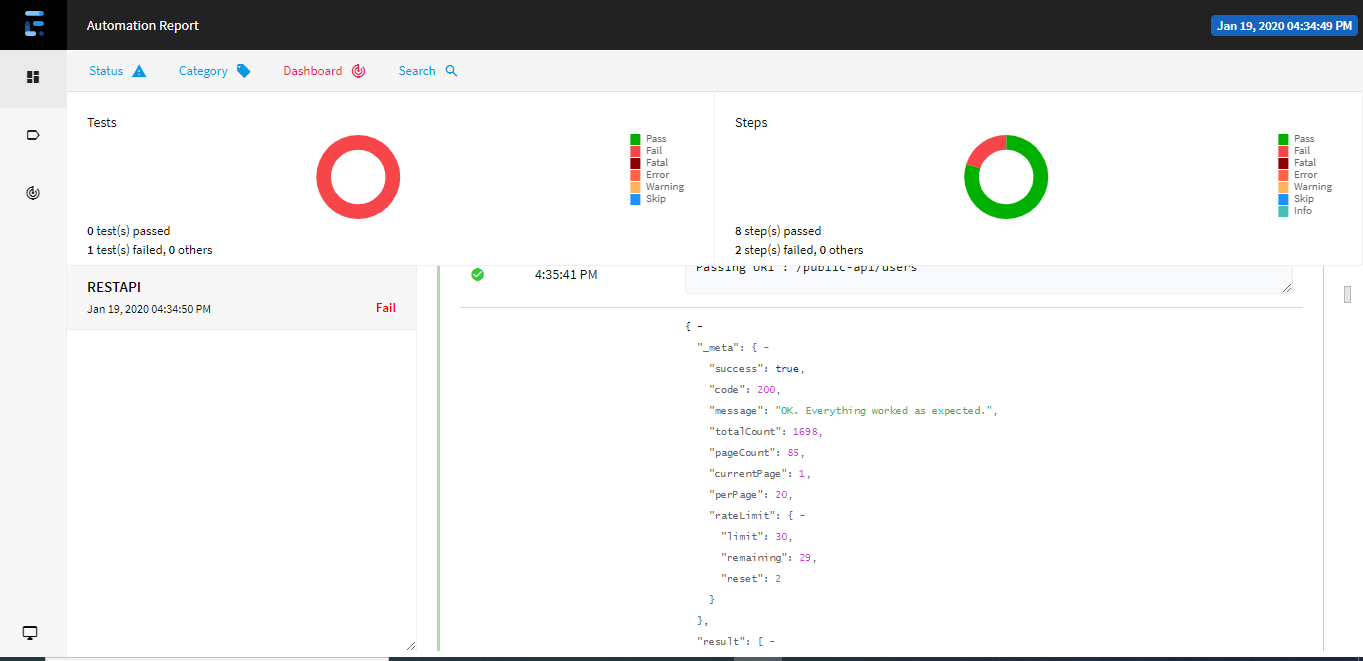 Automation Report
Jan 19, 2020 04:34:49 PM
Status
Category
Dashboard
Search
Tests
Pass
Fail
Fatal
Error
Warning
Skip
0 test(s) passed
1 test(s) failed, 0 others
Steps
Pass
Fail
Fatal
Error
Warning
Skip
Info
8 step(s) passed
2 step(s) failed, 0 others
RESTAPI
Jan 19, 2020 04:34:50 PM
Fail
4:35:41 PM
Passing URI : /public-api/users
{ -
"_meta": { -
"success": true,
"code": 200,
"message": "OK. Everything worked as expected.",
"totalCount": 1698,
"pageCount": 85,
"currentPage": 1,
"perPage": 20,
"rateLimit": { -
"limit": 30,
"remaining": 29,
"reset": 2
}
},
"result": [ -